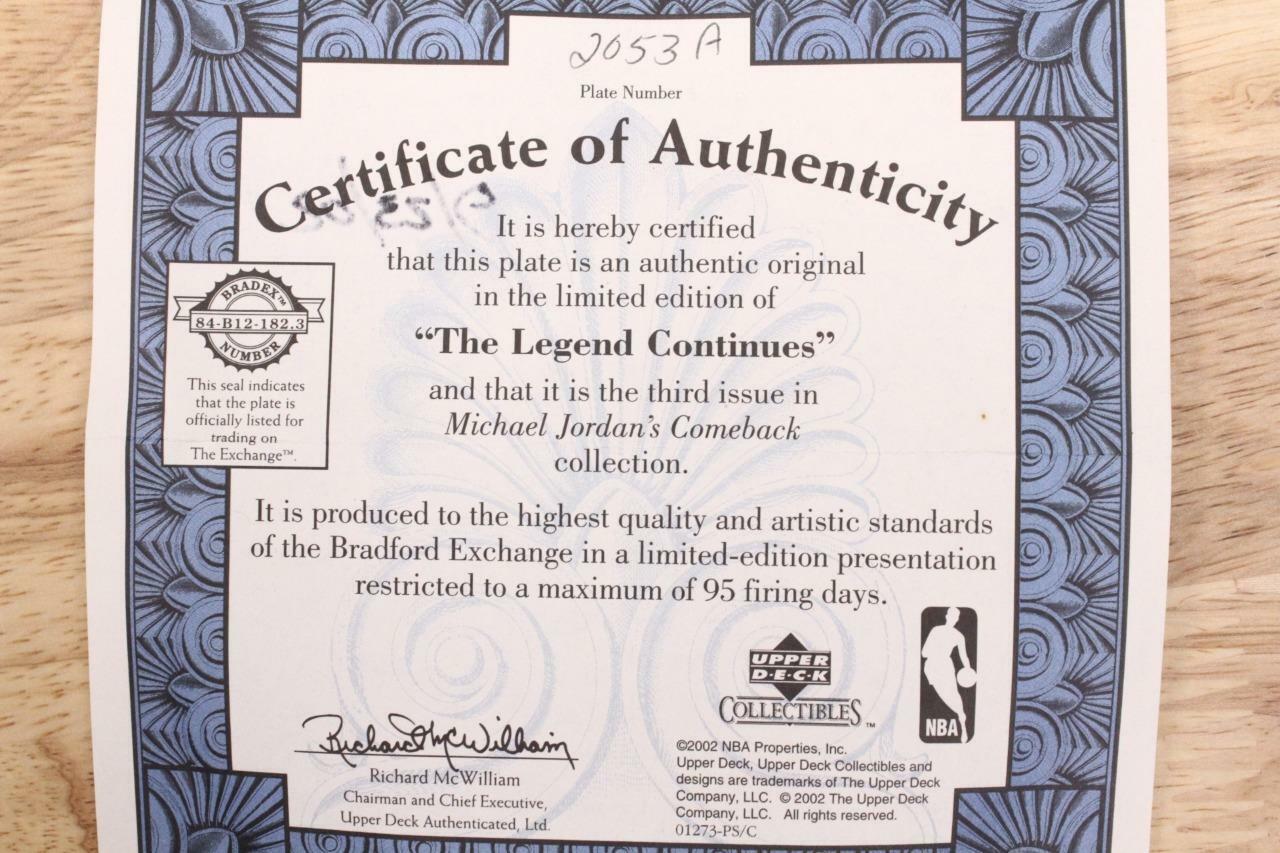 2053 A
Plate Number
Certificate of Authenticity
It is hereby certified
that this plate is an authentic original
in the limited edition of
“The Legend Continues”
and that it is the third issue in
Michael Jordan’s Comeback
collection.
BRADEX™
84-B12-182.3
NUMBER
This seal indicates
that the plate is
officially listed for
trading on
The Exchange™.
It is produced to the highest quality and artistic standards
of the Bradford Exchange in a limited-edition presentation
restricted to a maximum of 95 firing days.
Richard McWilliam
Richard McWilliam
Chairman and Chief Executive,
Upper Deck Authenticated, Ltd.
UPPER
D·E·C·K
COLLECTIBLES™
NBA
©2002 NBA Properties, Inc.
Upper Deck, Upper Deck Collectibles and
designs are trademarks of The Upper Deck
Company, LLC. © 2002 The Upper Deck
Company, LLC. All rights reserved.
01273-PS/C